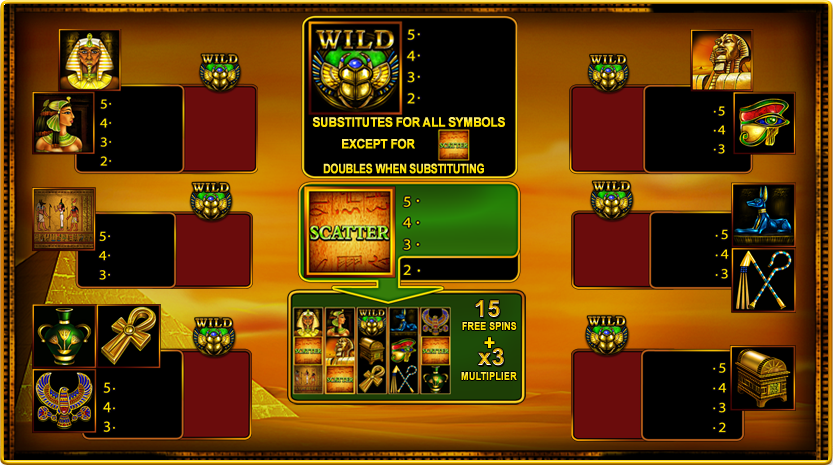 WILD
5·
4·
3·
2·
SUBSTITUTES FOR ALL SYMBOLS
EXCEPT FOR SCATTER
DOUBLES WHEN SUBSTITUTING
WILD
5·
4·
3·
2·
WILD
·5
·4
·3
WILD
5·
4·
3·
SCATTER
5·
4·
3·
2·
WILD
·5
·4
·3
WILD
5·
4·
3·
15
FREE SPINS
+
x3
MULTIPLIER
WILD
SCATTER
SCATTER
SCATTER
WILD
·5
·4
·3
·2